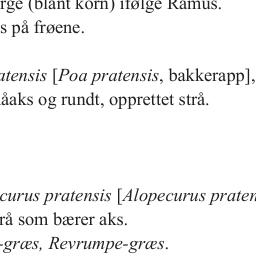 rge (blant korn) ifølge Ramus.
s på frøene.
atensis [Poa pratensis, bakkerapp],
åaks og rundt, opprettet strå.
curus pratensis [Alopecurus praten
rå som bærer aks.
-græs, Revrumpe-græs.